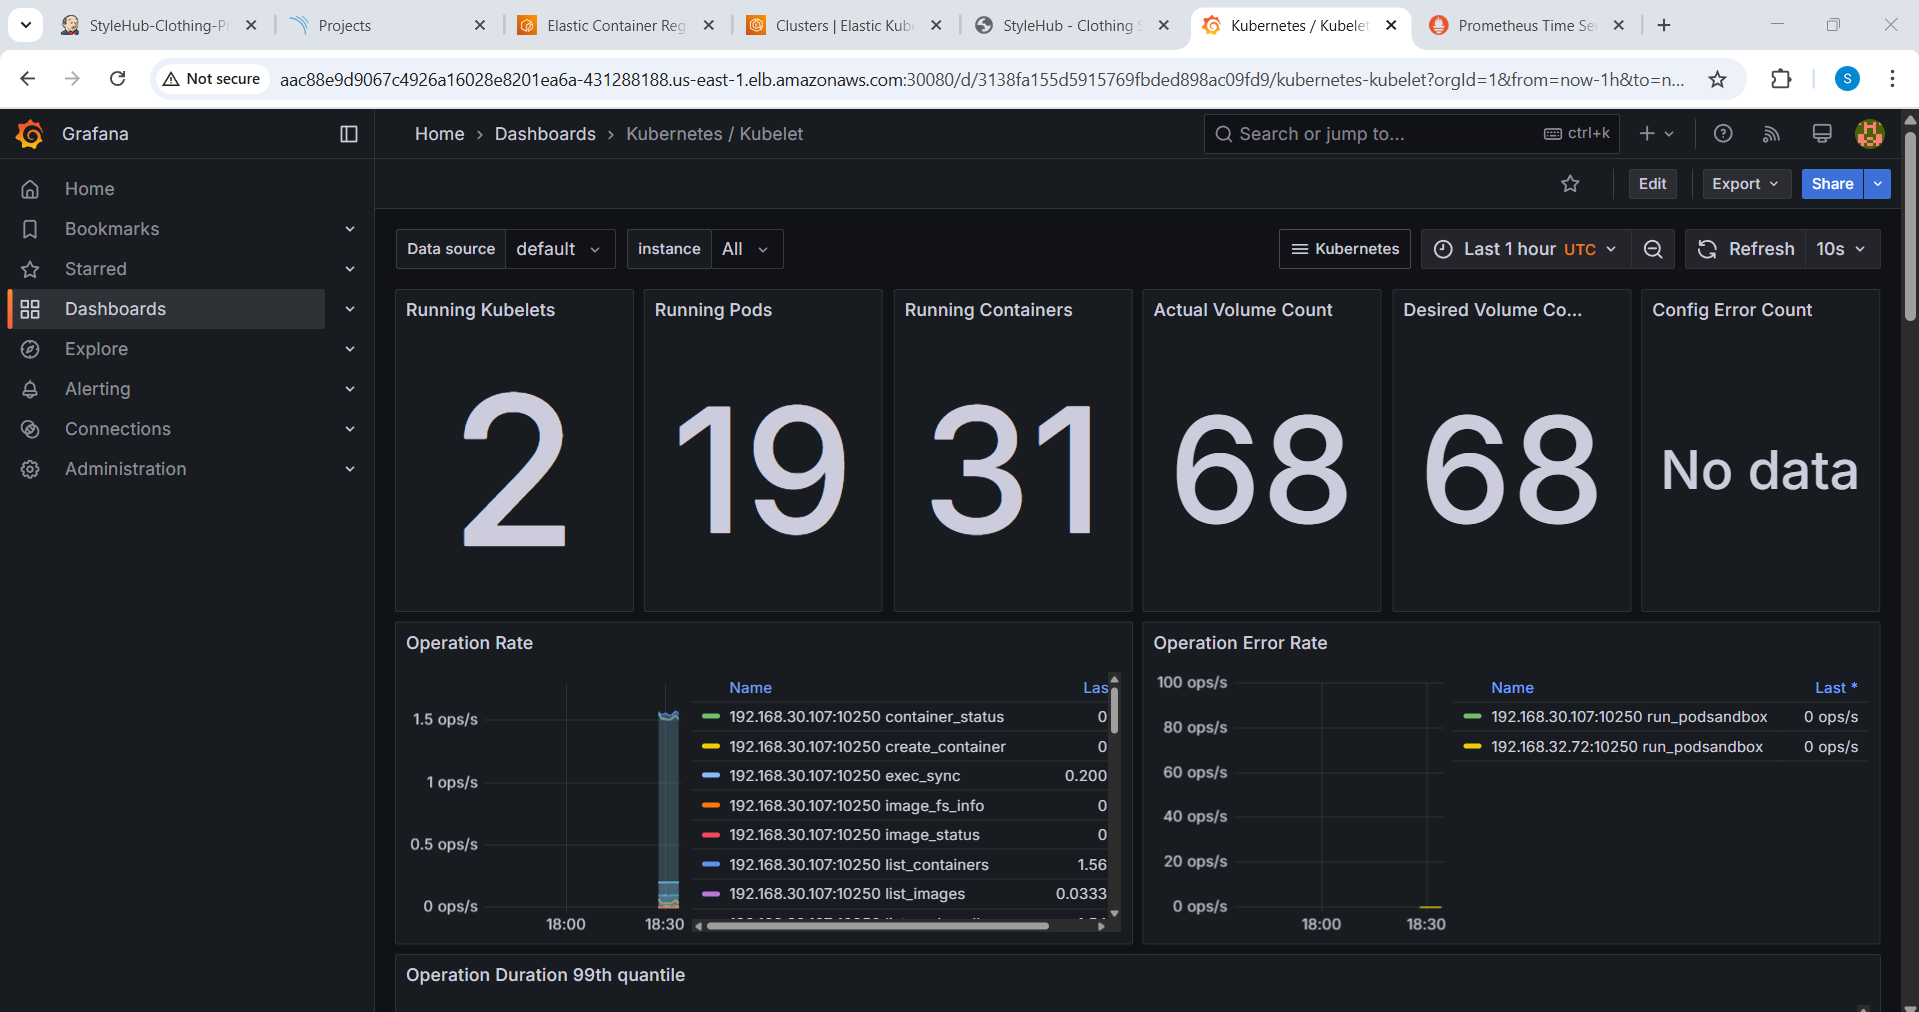 StyleHub-Clothing-Pr
Projects
Elastic Container Reg
Clusters | Elastic Kube
StyleHub - Clothing S
Kubernetes / Kubelet
Prometheus Time Se
Not secure
aac88e9d9067c4926a16028e8201ea6a-431288188.us-east-1.elb.amazonaws.com:30080/d/3138fa155d5915769fbded898ac09fd9/kubernetes-kubelet?orgId=1&from=now-1h&to=n...
S
Grafana
Home › Dashboards › Kubernetes / Kubelet
Search or jump to...
ctrl+k
Home
Bookmarks
Starred
Dashboards
Explore
Alerting
Connections
Administration
Edit
Export
Share
Data source
default
instance
All
Kubernetes
Last 1 hour UTC
Refresh
10s
Running Kubelets
2
Running Pods
19
Running Containers
31
Actual Volume Count
68
Desired Volume Co...
68
Config Error Count
No data
Operation Rate
1.5 ops/s
1 ops/s
0.5 ops/s
0 ops/s
18:00
18:30
Name Las
192.168.30.107:10250 container_status 0
192.168.30.107:10250 create_container 0
192.168.30.107:10250 exec_sync 0.200
192.168.30.107:10250 image_fs_info 0
192.168.30.107:10250 image_status 0
192.168.30.107:10250 list_containers 1.56
192.168.30.107:10250 list_images 0.0333
Operation Error Rate
100 ops/s
80 ops/s
60 ops/s
40 ops/s
20 ops/s
0 ops/s
18:00
18:30
Name Last *
192.168.30.107:10250 run_podsandbox 0 ops/s
192.168.32.72:10250 run_podsandbox 0 ops/s
Operation Duration 99th quantile